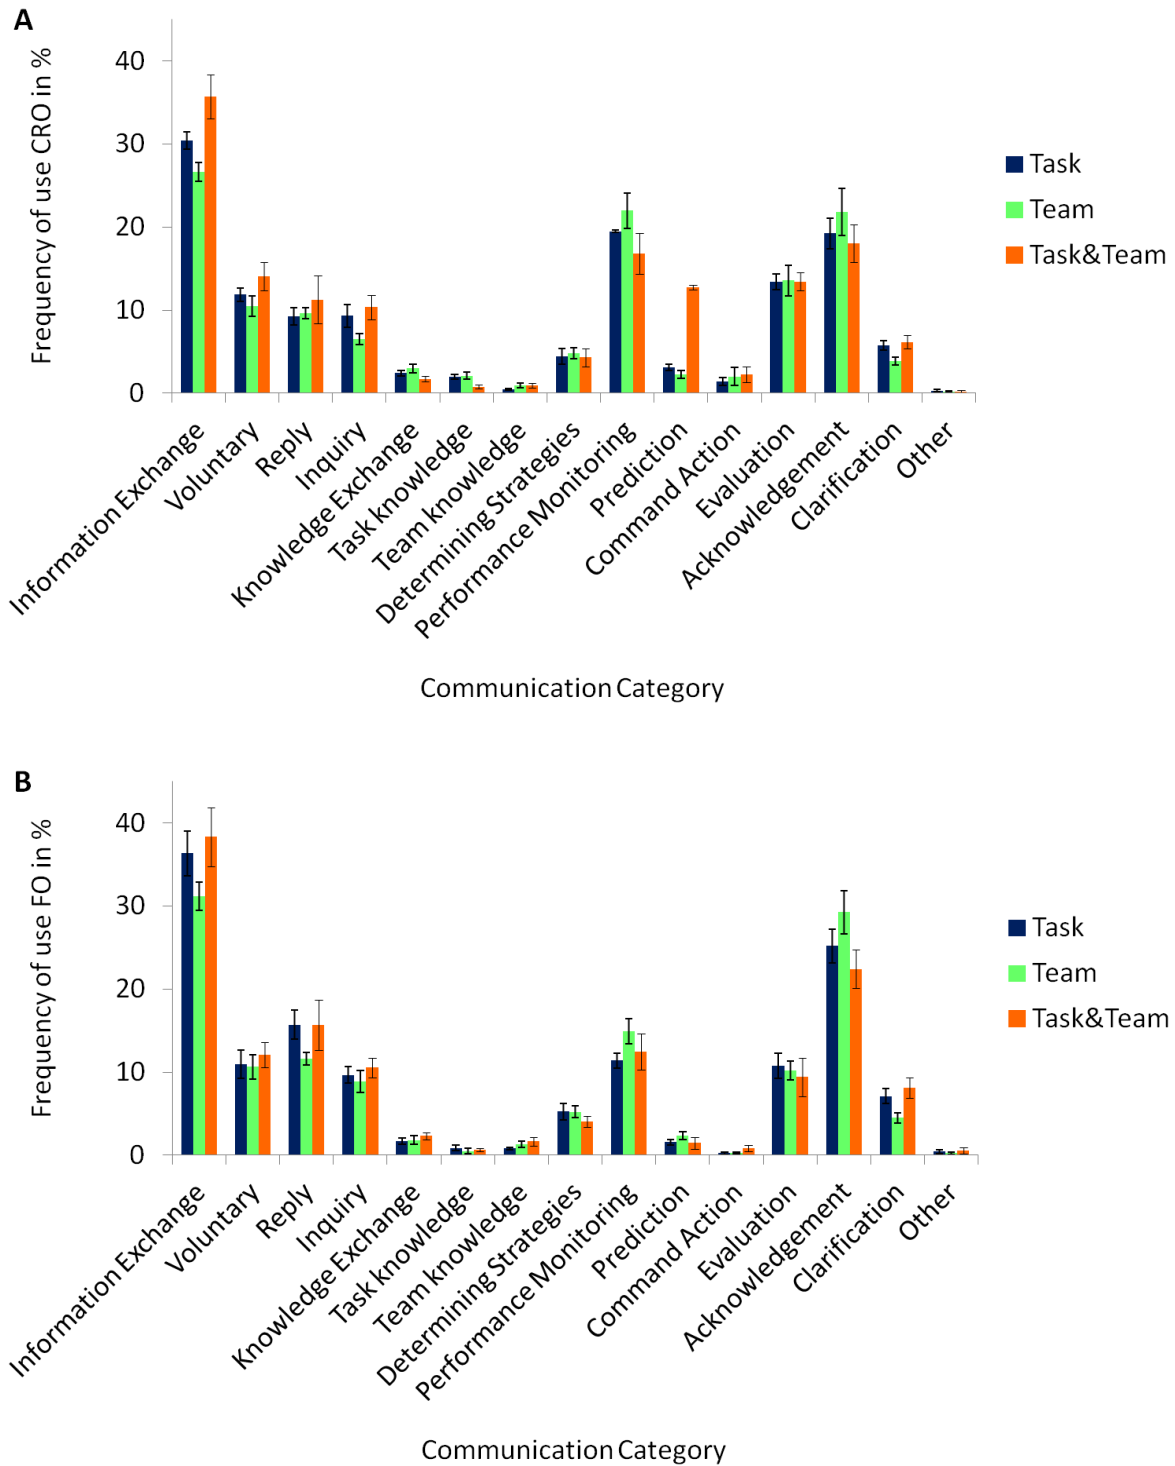 A
Frequency of use CRO in %
40
30
20
10
0
Task
Team
Task&Team
Information Exchange
Voluntary
Reply
Inquiry
Knowledge Exchange
Task knowledge
Team knowledge
Determining Strategies
Performance Monitoring
Prediction
Command Action
Evaluation
Acknowledgement
Clarification
Other
Communication Category
B
Frequency of use FO in %
40
30
20
10
0
Task
Team
Task&Team
Information Exchange
Voluntary
Reply
Inquiry
Knowledge Exchange
Task knowledge
Team knowledge
Determining Strategies
Performance Monitoring
Prediction
Command Action
Evaluation
Acknowledgement
Clarification
Other
Communication Category